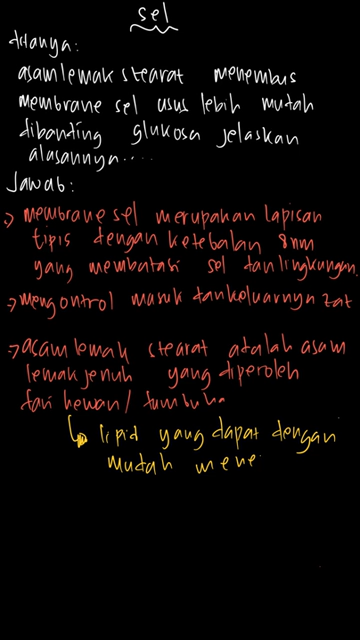 sel
ditanya:
asam lemak stearat menembus
membrane sel usus lebih mudah
dibanding glukosa jelaskan
alasannya....
Jawab:
-> membrane sel merupakan lapisan
tipis dengan ketebalan 8nm
yang membatasi sel dan lingkungan
-> mengontrol masuk dan keluarnya zat
-> asam lemak stearat adalah asam
lemak jenuh yang diperoleh
dari hewan/ tumbuha
↳ lipid yang dapat dengan
mudah mene